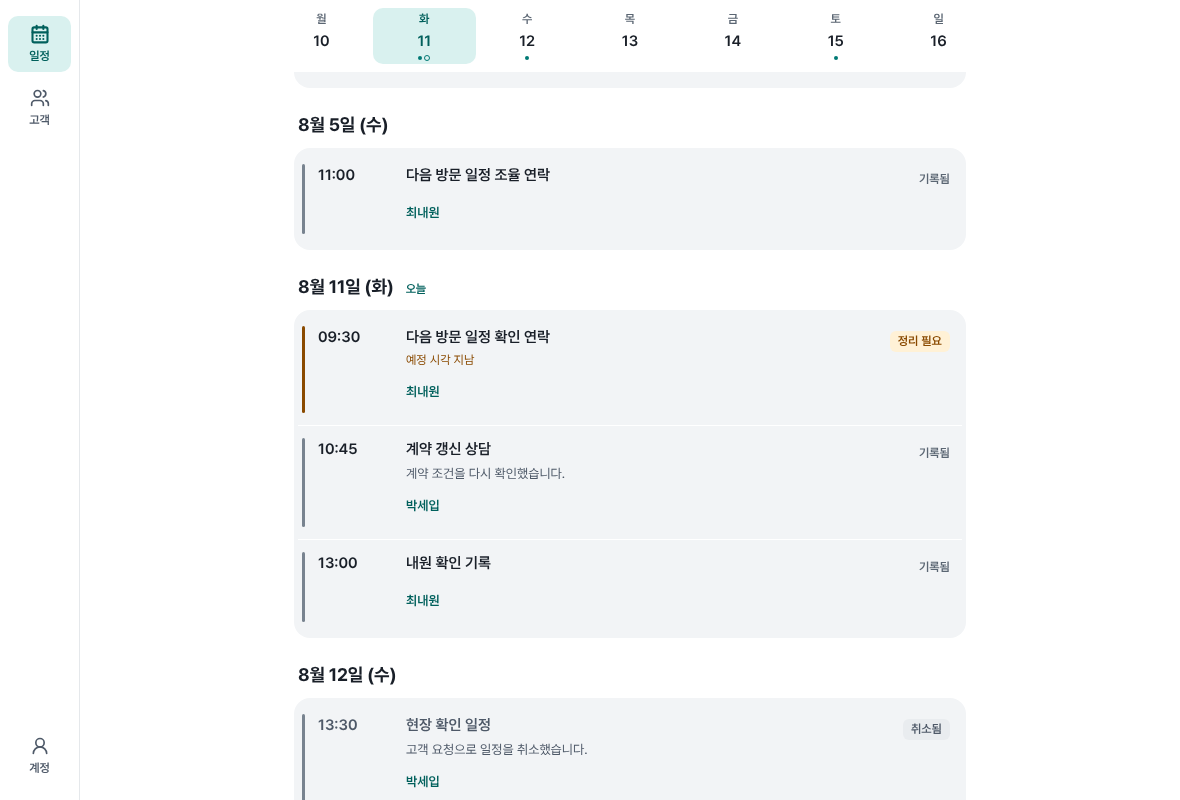 일정
고객
계정
월 화 수 목 금 토 일
10 11 12 13 14 15 16
8월 5일 (수)
11:00 다음 방문 일정 조율 연락 기록됨
최내원
8월 11일 (화) 오늘
09:30 다음 방문 일정 확인 연락 정리 필요
예정 시각 지남
최내원
10:45 계약 갱신 상담 기록됨
계약 조건을 다시 확인했습니다.
박세입
13:00 내원 확인 기록 기록됨
최내원
8월 12일 (수)
13:30 현장 확인 일정 취소됨
고객 요청으로 일정을 취소했습니다.
박세입